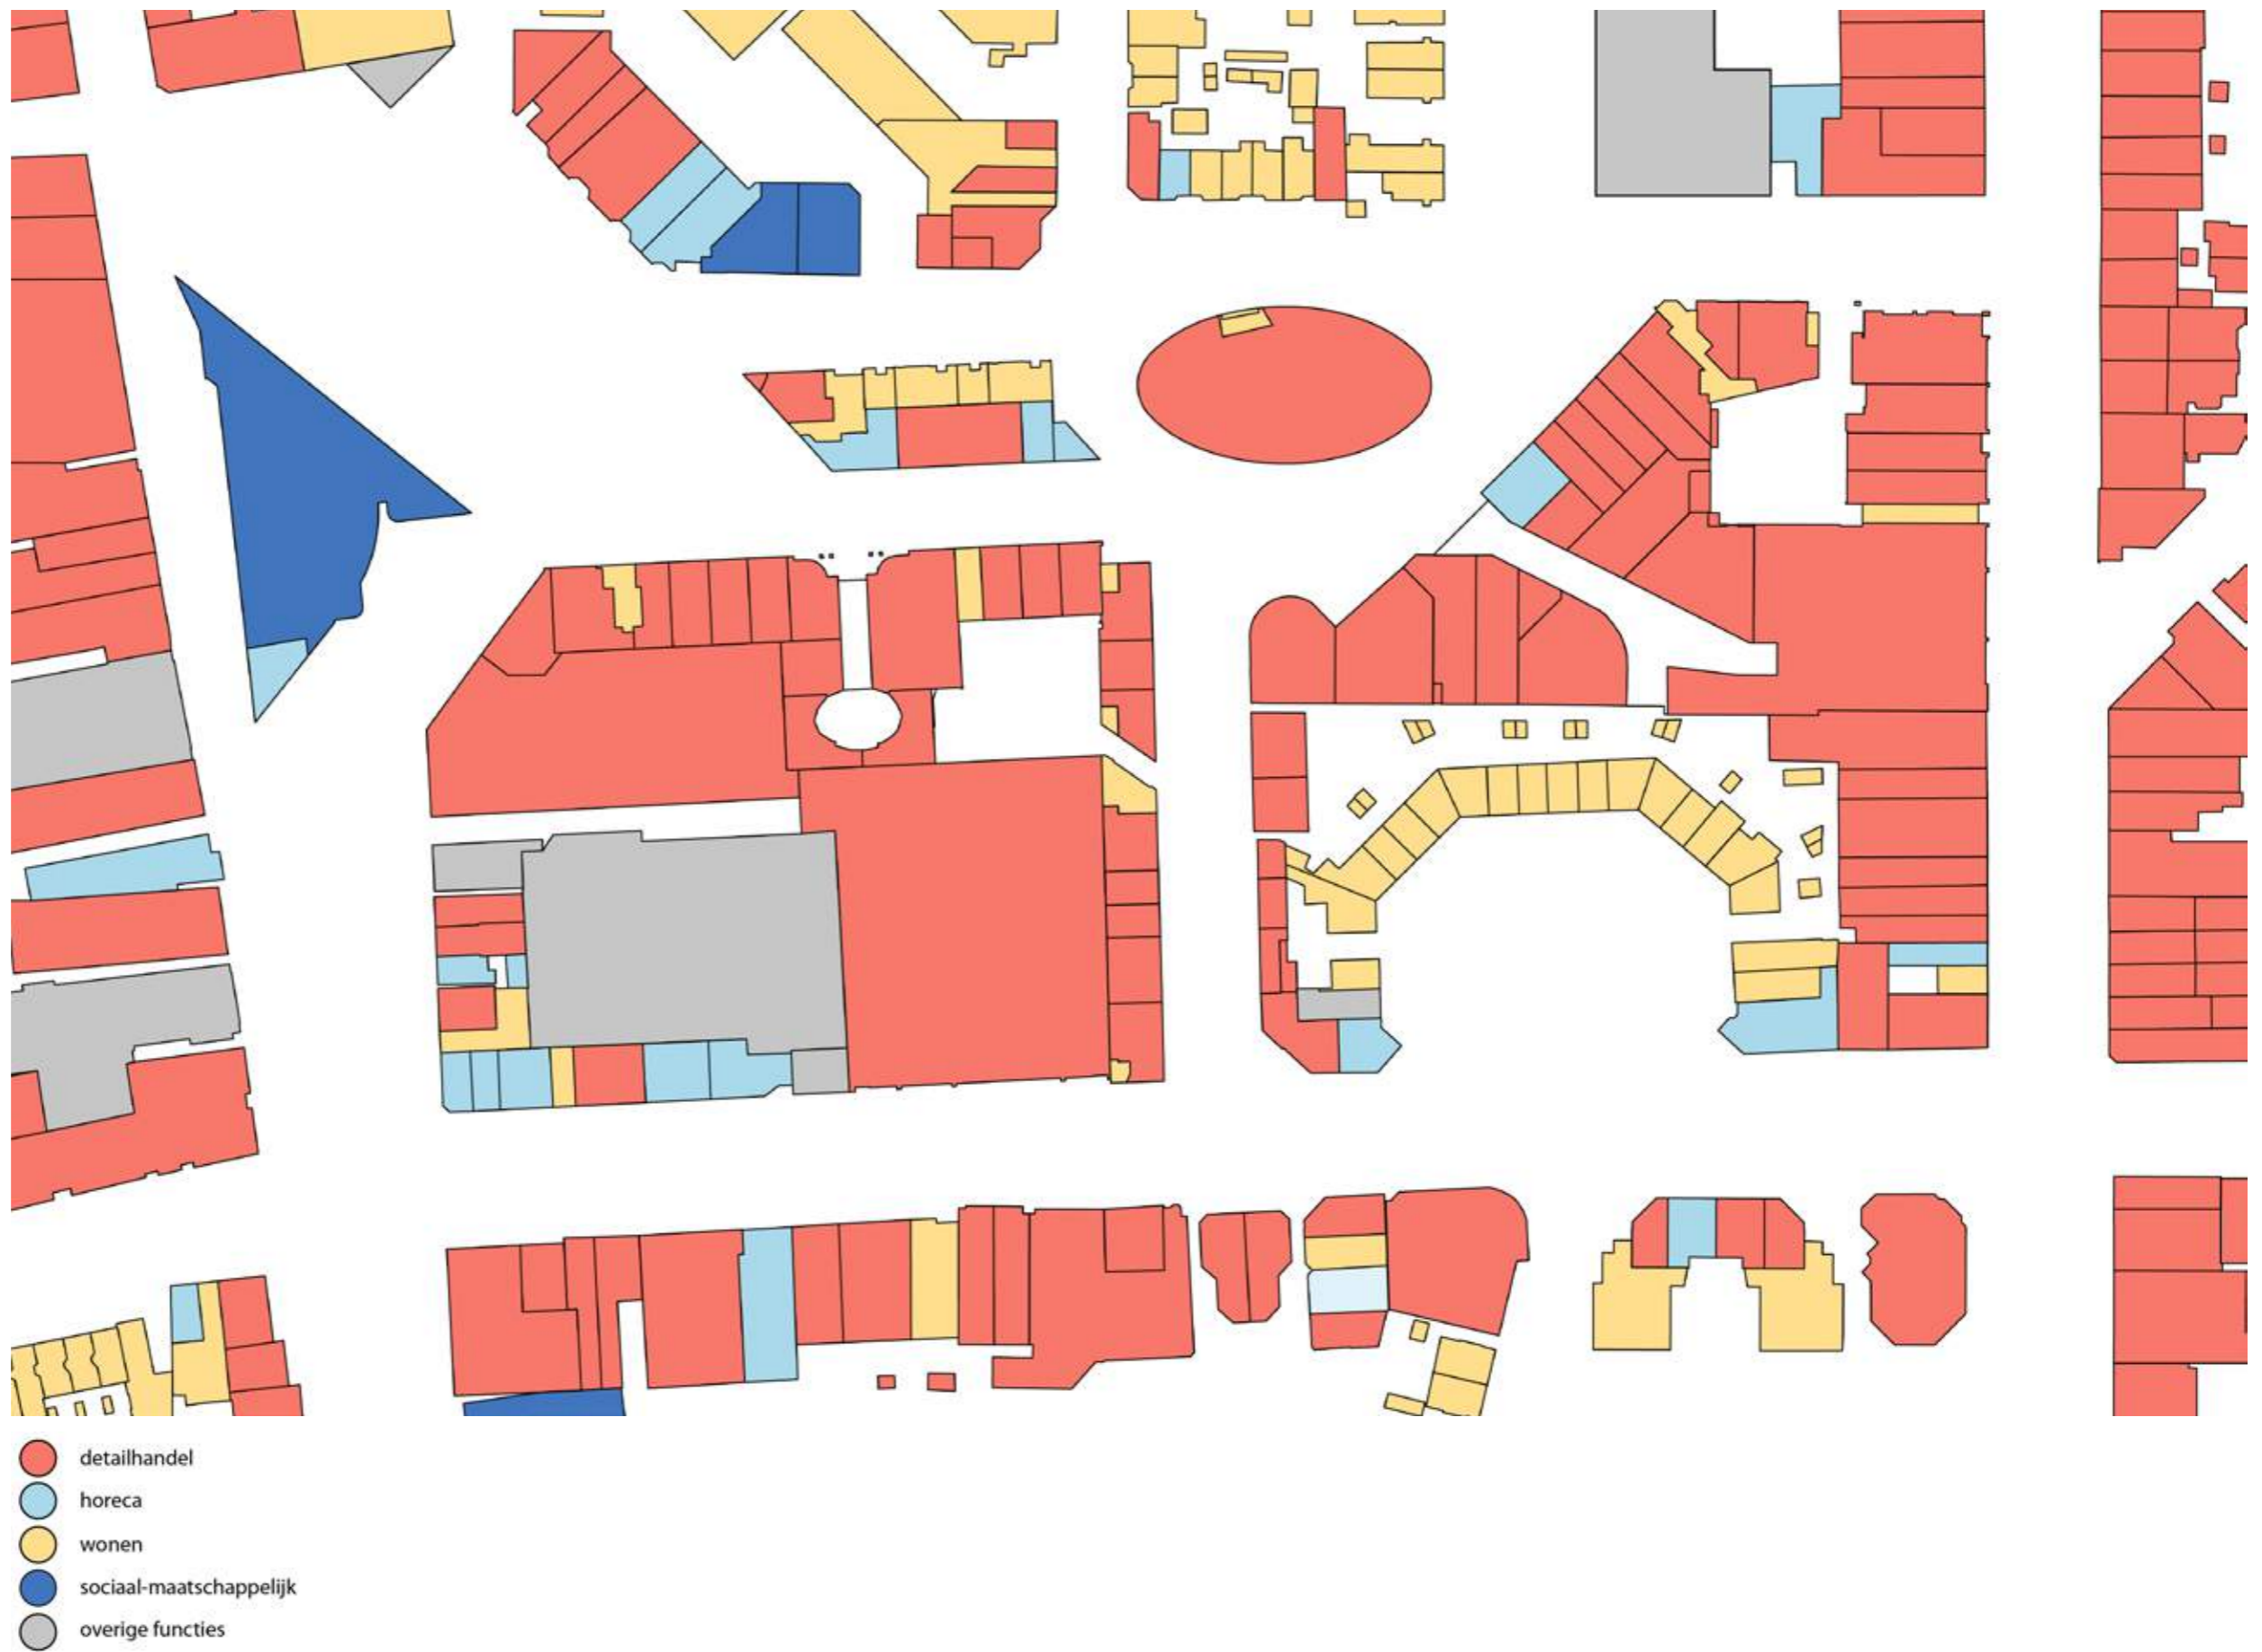 detailhandel
horeca
wonen
sociaal-maatschappelijk
overige functies